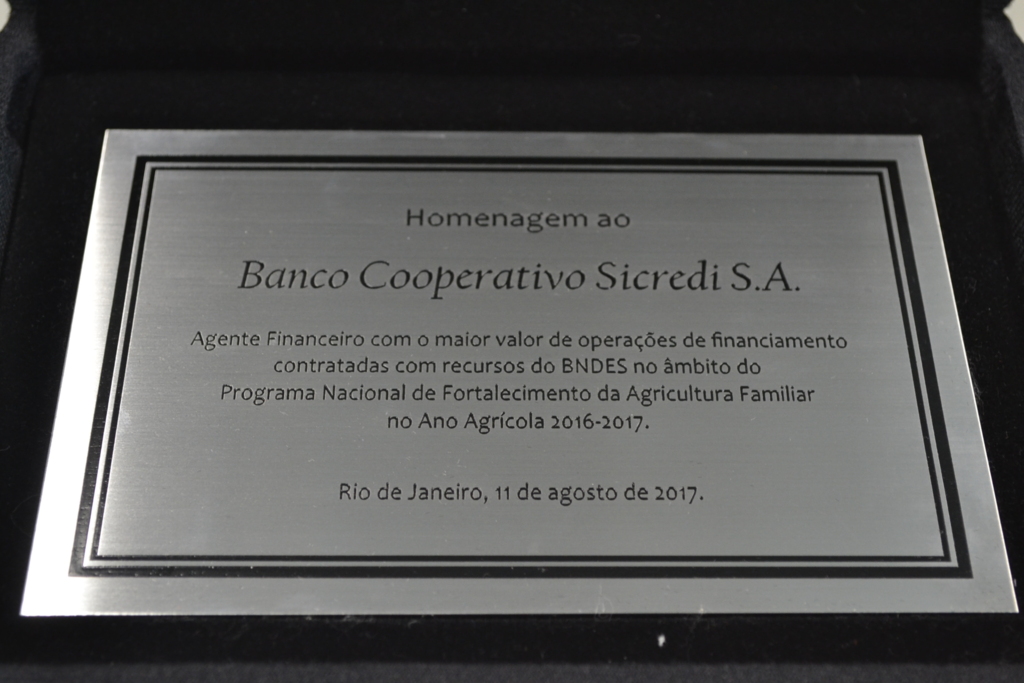 Homenagem ao
Banco Cooperativo Sicredi S.A.
Agente Financeiro com o maior valor de operações de financiamento
contratadas com recursos do BNDES no âmbito do
Programa Nacional de Fortalecimento da Agricultura Familiar
no Ano Agrícola 2016-2017.
Rio de Janeiro, 11 de agosto de 2017.